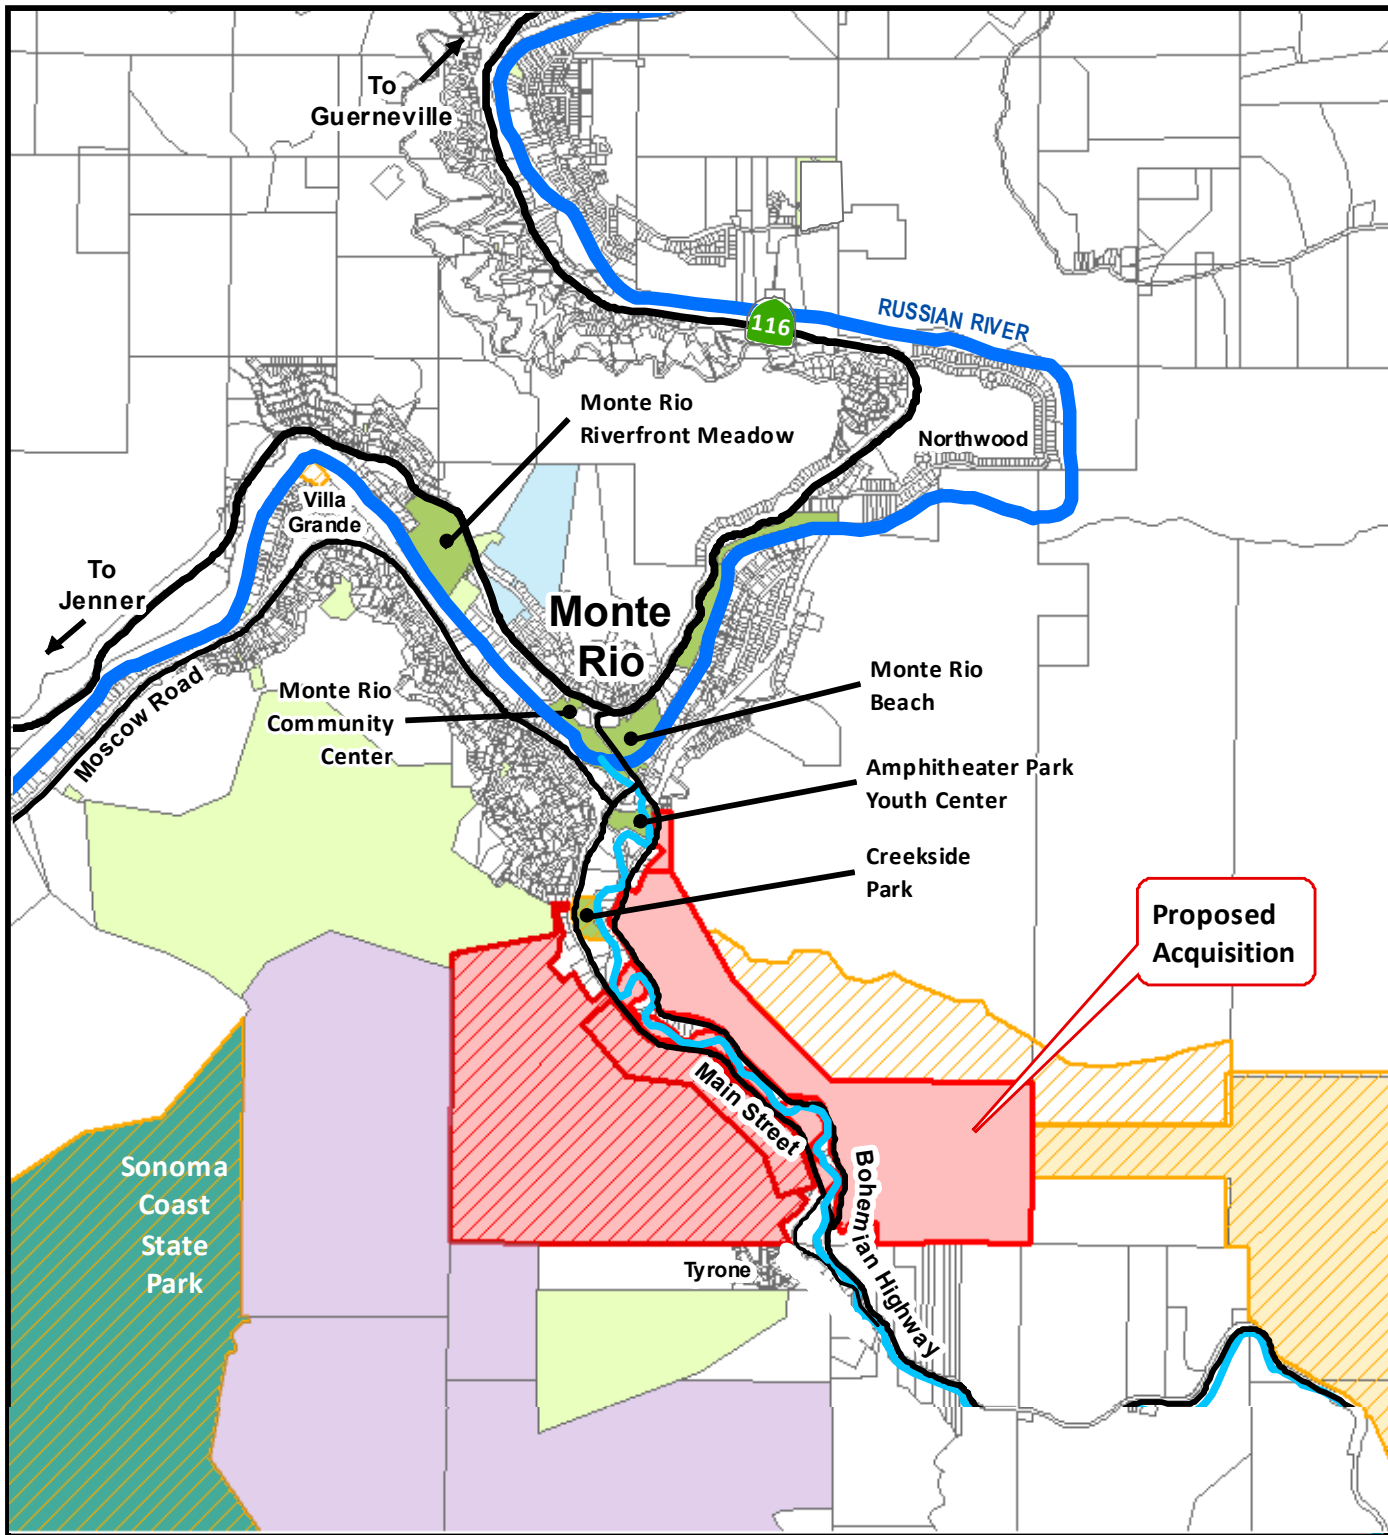 To
Guerneville
116
RUSSIAN RIVER
Monte Rio
Riverfront Meadow
Northwood
Villa
Grande
To
Jenner
Monte
Rio
Moscow Road
Monte Rio
Community
Center
Monte Rio
Beach
Amphitheater Park
Youth Center
Creekside
Park
Proposed
Acquisition
Main Street
Bohemian Highway
Sonoma
Coast
State
Park
Tyrone